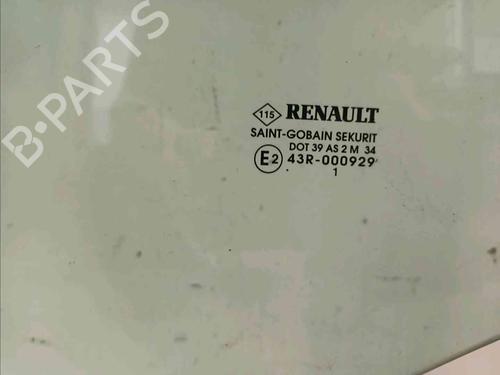 B-PARTS
115 RENAULT
SAINT-GOBAIN SEKURIT
DOT 39 AS 2 M 34
E2 43R-000929
1